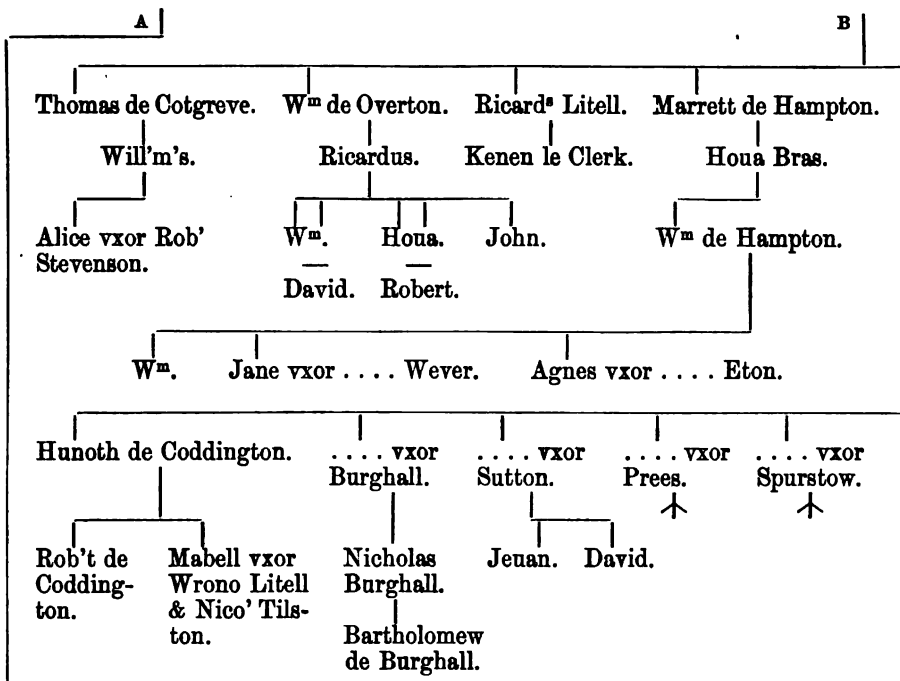 A B
Thomas de Cotgreve. Wᵐ de Overton. Ricardˢ Litell. Marrett de Hampton.
Will'm's. Ricardus. Kenen le Clerk. Houa Bras.
Alice vxor Rob' Wᵐ. Houa. John. Wᵐ de Hampton.
Stevenson.
David. Robert.
Wᵐ. Jane vxor . . . . Wever. Agnes vxor . . . . Eton.
Hunoth de Coddington. . . . . vxor . . . . vxor . . . . vxor . . . . vxor
Burghall. Sutton. Prees. Spurstow.
Rob't de Mabell vxor Nicholas Jeuan. David.
Codding- Wrono Litell Burghall.
ton. & Nico' Tils-
ton. Bartholomew
de Burghall.